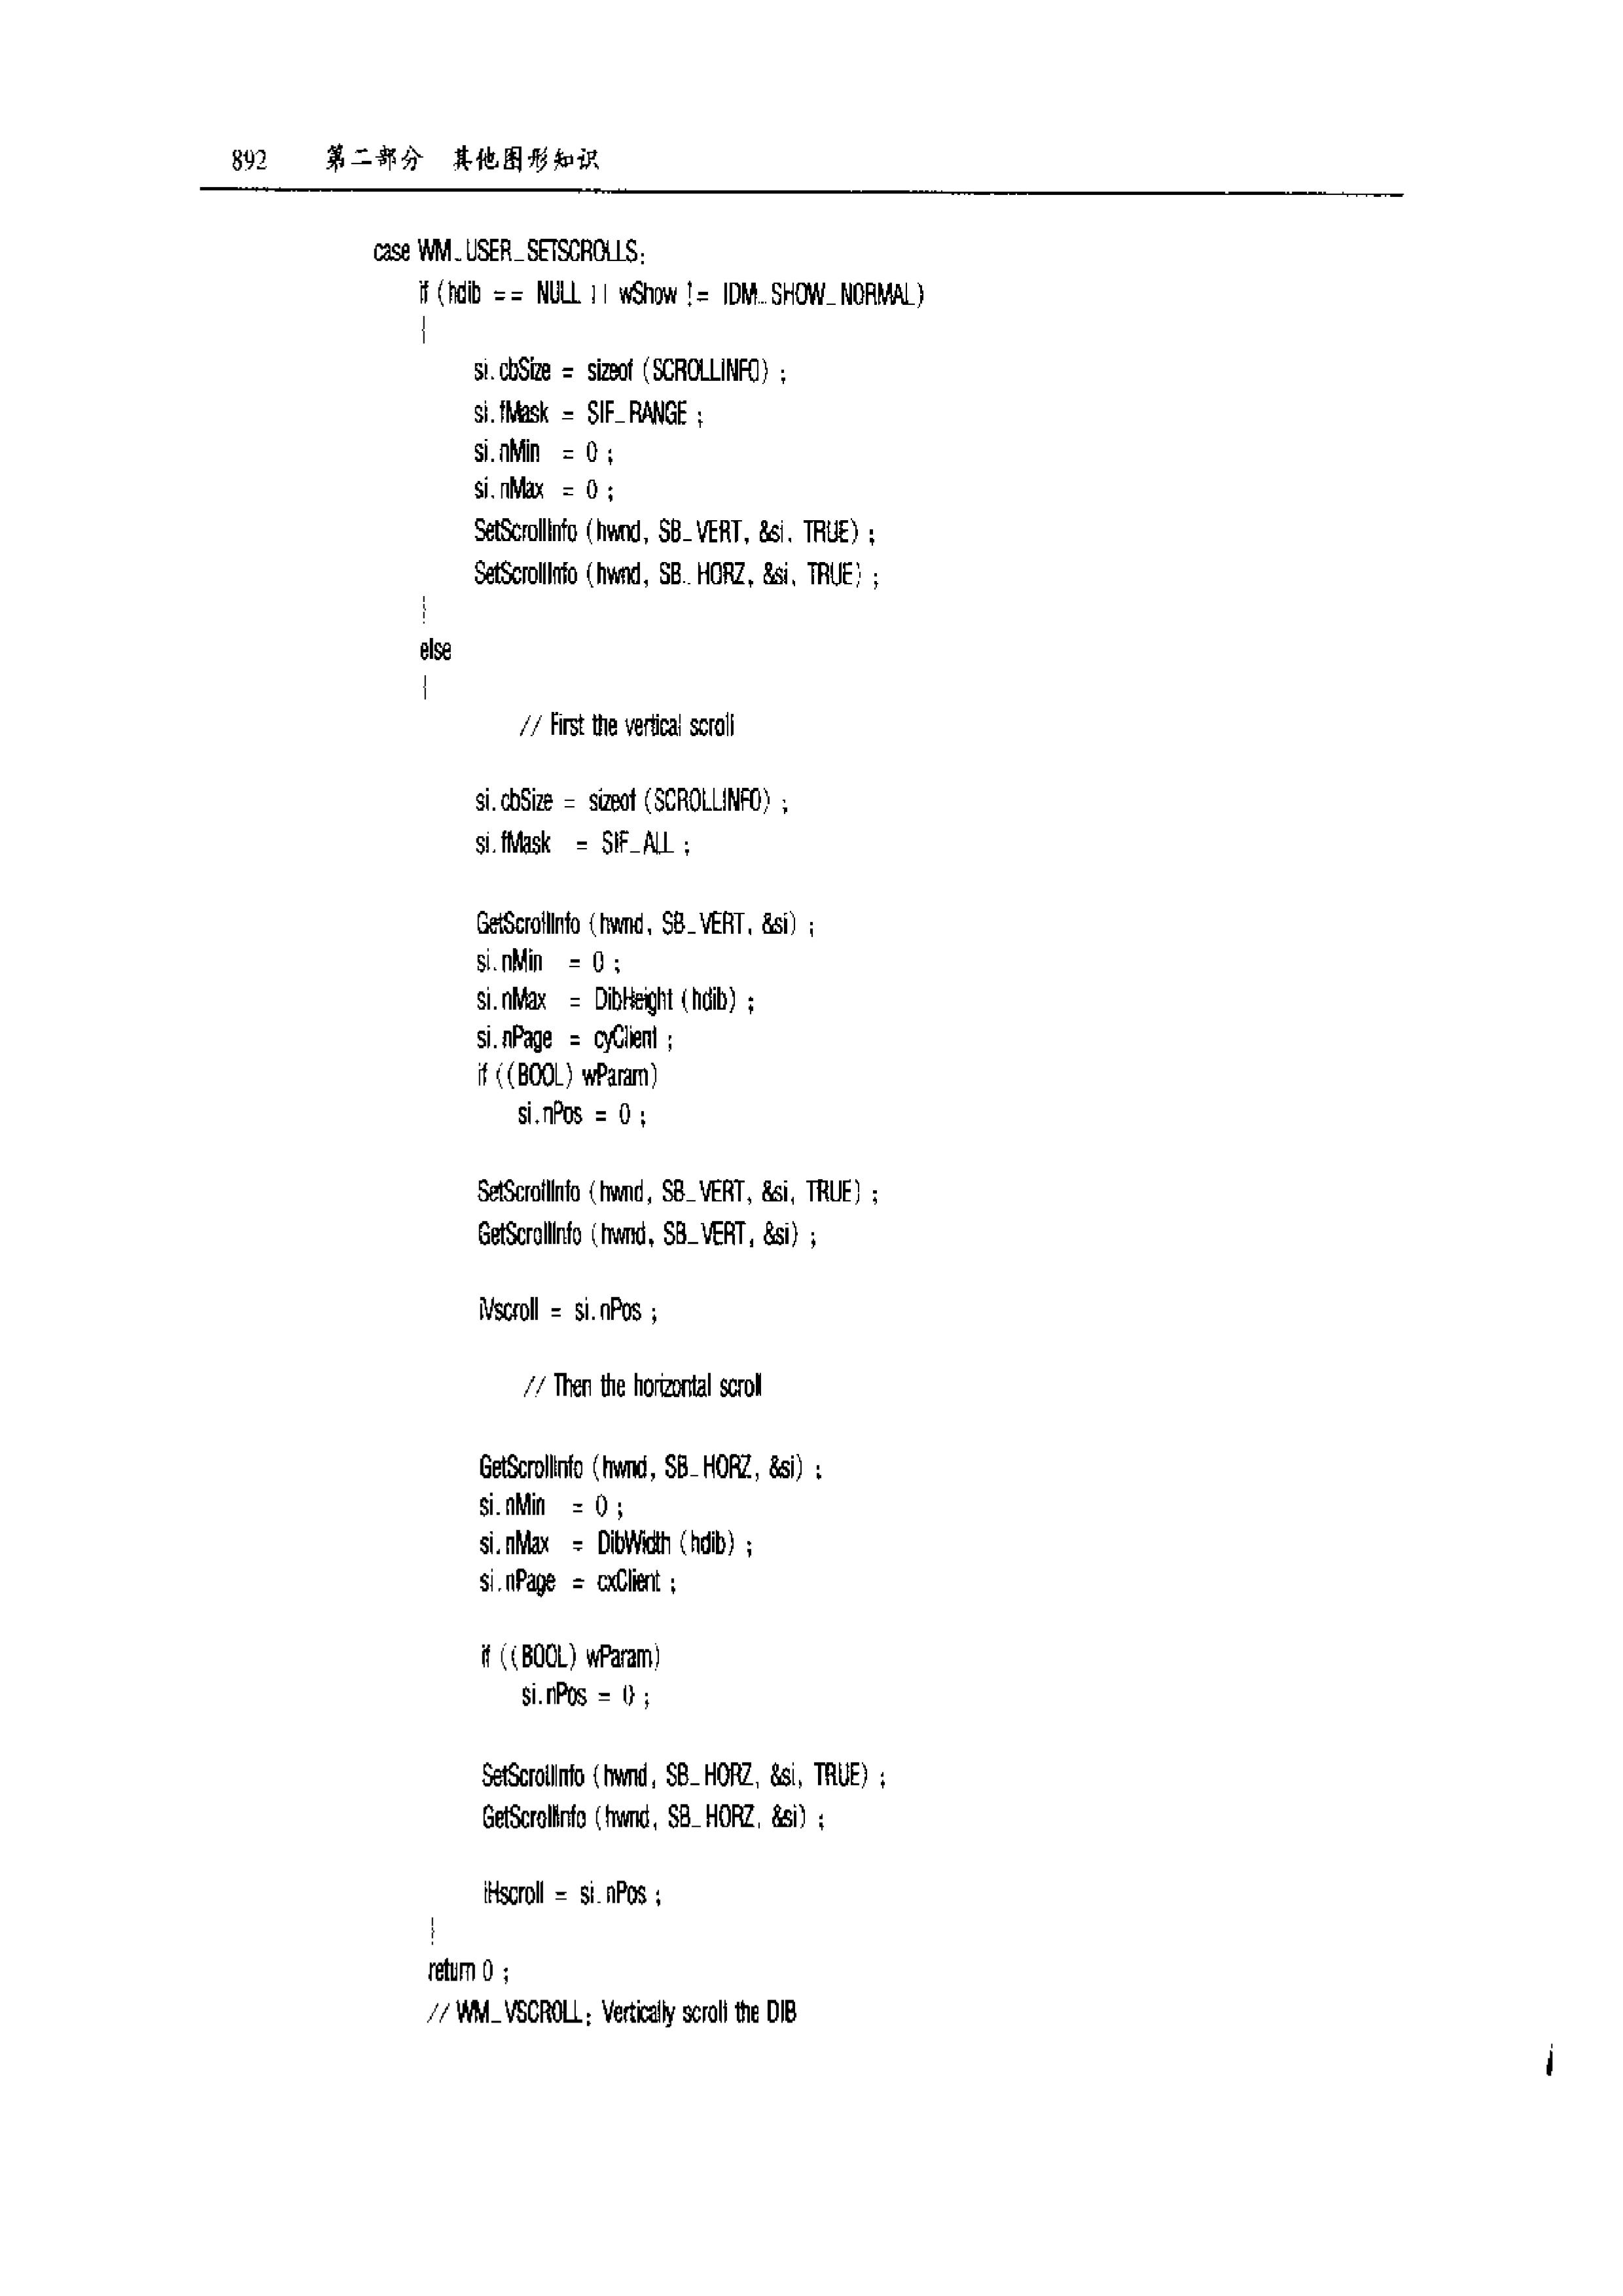 892 第二部分 其他图形知识
case WM_USER_SETSCROLLS:
if (hdib == NULL || wShow != IDM_SHOW_NORMAL)
{
si.cbSize = sizeof (SCROLLINFO) ;
si.fMask = SIF_RANGE ;
si.nMin = 0 ;
si.nMax = 0 ;
SetScrollInfo (hwnd, SB_VERT, &si, TRUE) ;
SetScrollInfo (hwnd, SB_HORZ, &si, TRUE) ;
}
else
{
// First the vertical scroll
si.cbSize = sizeof (SCROLLINFO) ;
si.fMask = SIF_ALL ;
GetScrollInfo (hwnd, SB_VERT, &si) ;
si.nMin = 0 ;
si.nMax = DibHeight (hdib) ;
si.nPage = cyClient ;
if ((BOOL) wParam)
si.nPos = 0 ;
SetScrollInfo (hwnd, SB_VERT, &si, TRUE) ;
GetScrollInfo (hwnd, SB_VERT, &si) ;
iVscroll = si.nPos ;
// Then the horizontal scroll
GetScrollInfo (hwnd, SB_HORZ, &si) ;
si.nMin = 0 ;
si.nMax = DibWidth (hdib) ;
si.nPage = cxClient ;
if ((BOOL) wParam)
si.nPos = 0 ;
SetScrollInfo (hwnd, SB_HORZ, &si, TRUE) ;
GetScrollInfo (hwnd, SB_HORZ, &si) ;
iHscroll = si.nPos ;
}
return 0 ;
// WM_VSCROLL: Vertically scroll the DIB